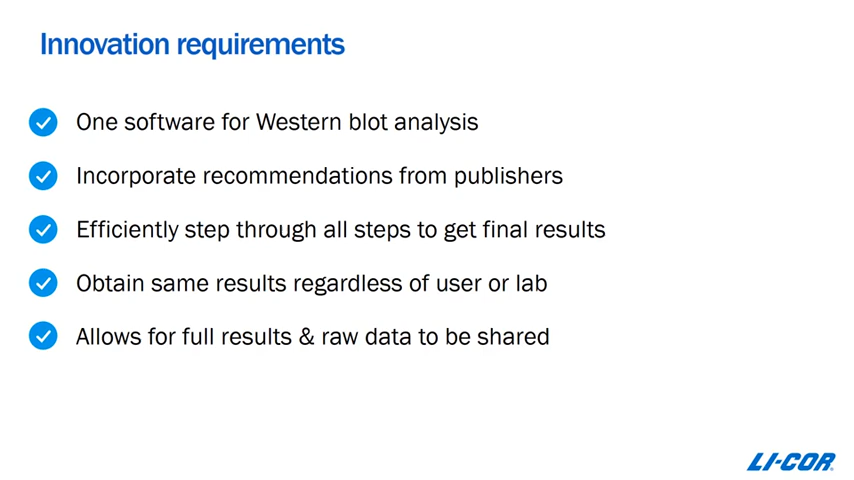 Innovation requirements
One software for Western blot analysis
Incorporate recommendations from publishers
Efficiently step through all steps to get final results
Obtain same results regardless of user or lab
Allows for full results & raw data to be shared
LI-COR®